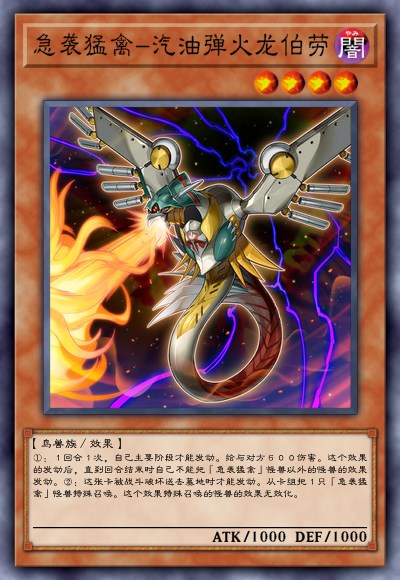 急袭猛禽-汽油弹火龙伯劳
やみ
闇
【鸟兽族/效果】
①：1回合1次，自己主要阶段才能发动。给与对方600伤害。这个效果
的发动后，直到回合结束时自己不能把「急袭猛禽」怪兽以外的怪兽的效果
发动。②：这张卡被战斗破坏送去墓地时才能发动。从卡组把1只「急袭猛
禽」怪兽特殊召唤。这个效果特殊召唤的怪兽的效果无效化。
ATK/1000 DEF/1000